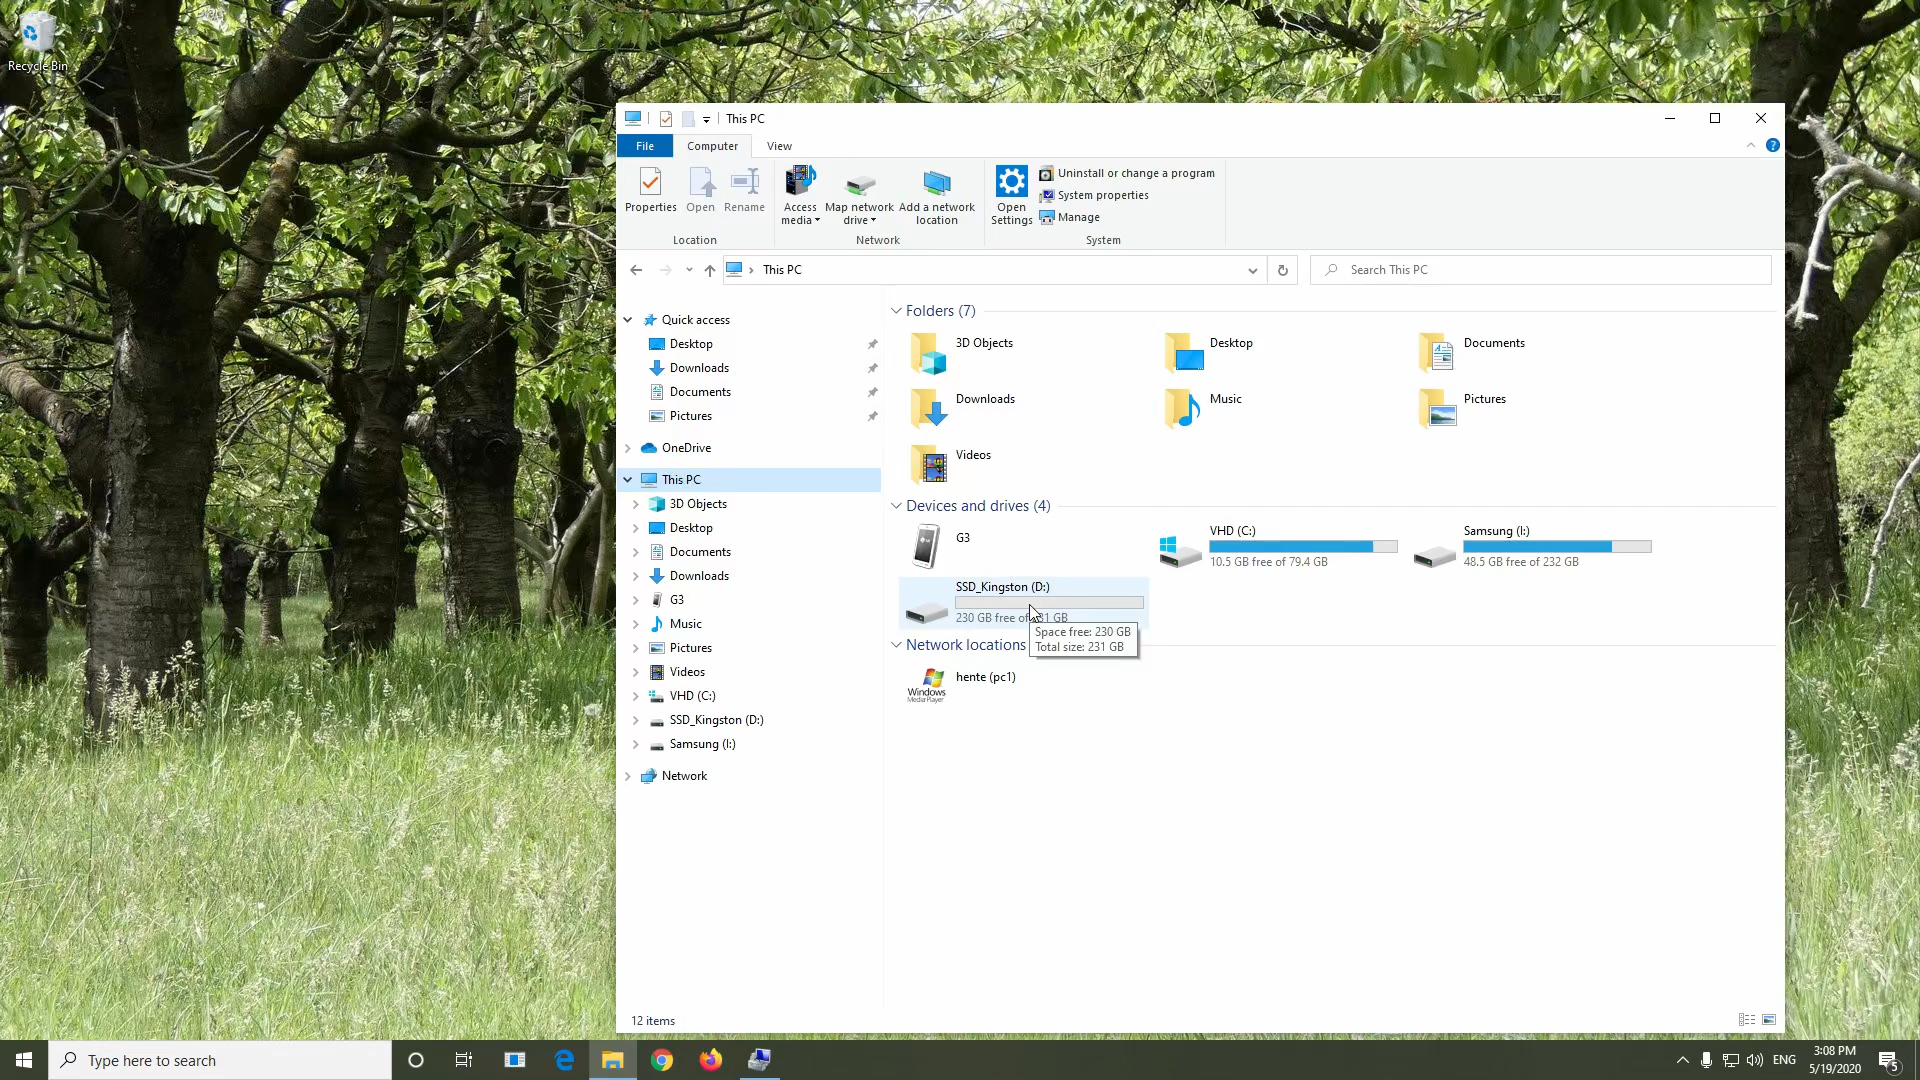 Recycle Bin
This PC
File
Computer
View
Properties
Open
Rename
Access media
Map network drive
Add a network location
Open Settings
Uninstall or change a program
System properties
Manage
Location
Network
System
This PC
Search This PC
Quick access
Desktop
Downloads
Documents
Pictures
OneDrive
This PC
3D Objects
Desktop
Documents
Downloads
G3
Music
Pictures
Videos
VHD (C:)
SSD_Kingston (D:)
Samsung (I:)
Network
Folders (7)
3D Objects
Desktop
Documents
Downloads
Music
Pictures
Videos
Devices and drives (4)
G3
VHD (C:)
10.5 GB free of 79.4 GB
Samsung (I:)
48.5 GB free of 232 GB
SSD_Kingston (D:)
230 GB free of 31 GB
Space free: 230 GB
Total size: 231 GB
Network locations
Windows
Media Player
hente (pc1)
12 items
Type here to search
ENG
3:08 PM
5/19/2020
5